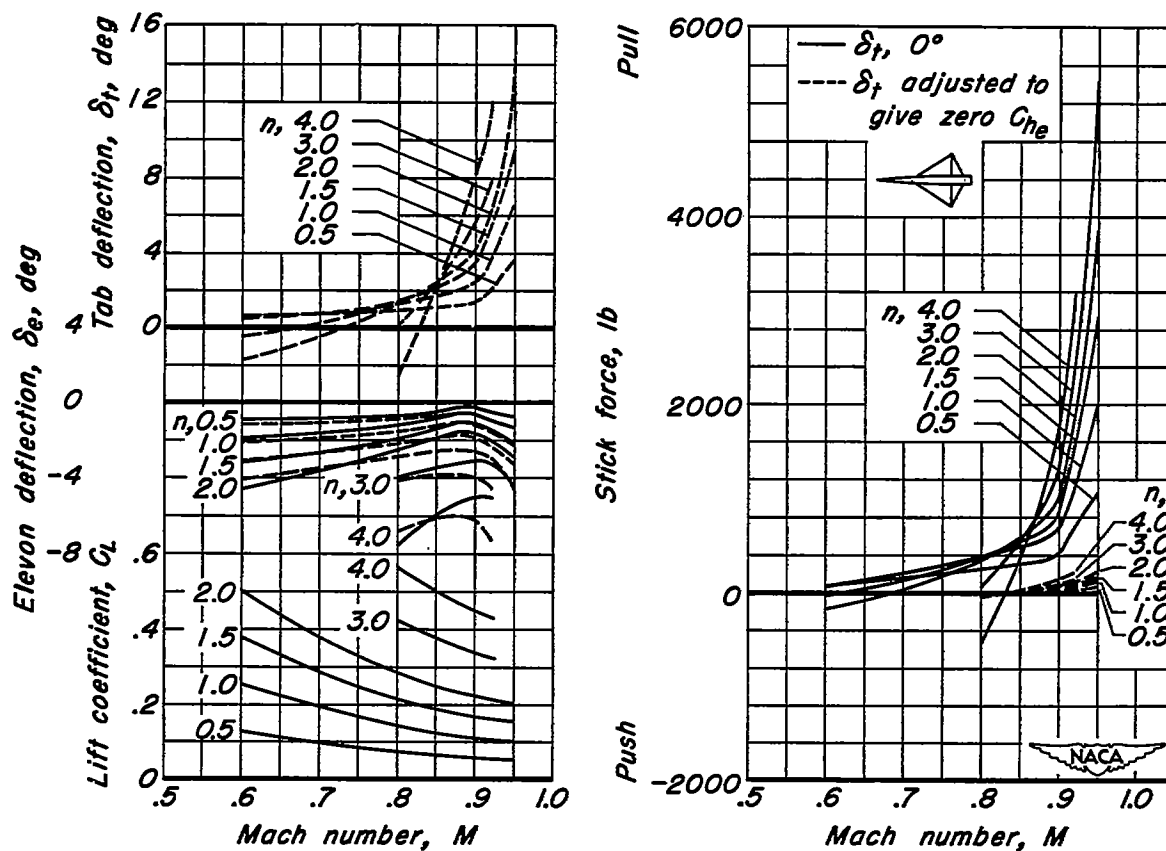 Tab deflection, δt, deg
16
12
8
4
0
n, 4.0
3.0
2.0
1.5
1.0
0.5
Elevon deflection, δe, deg
4
0
-4
-8
n, 0.5
1.0
1.5
2.0
n, 3.0
4.0
Lift coefficient, CL
.6
.4
.2
0
4.0
3.0
2.0
1.5
1.0
0.5
.5 .6 .7 .8 .9 1.0
Mach number, M
Stick force, lb
Pull
Push
6000
4000
2000
0
-2000
δt, 0°
δt adjusted to
give zero Che
n, 4.0
3.0
2.0
1.5
1.0
0.5
n,
4.0
3.0
2.0
1.5
1.0
0.5
NACA
.5 .6 .7 .8 .9 1.0
Mach number, M